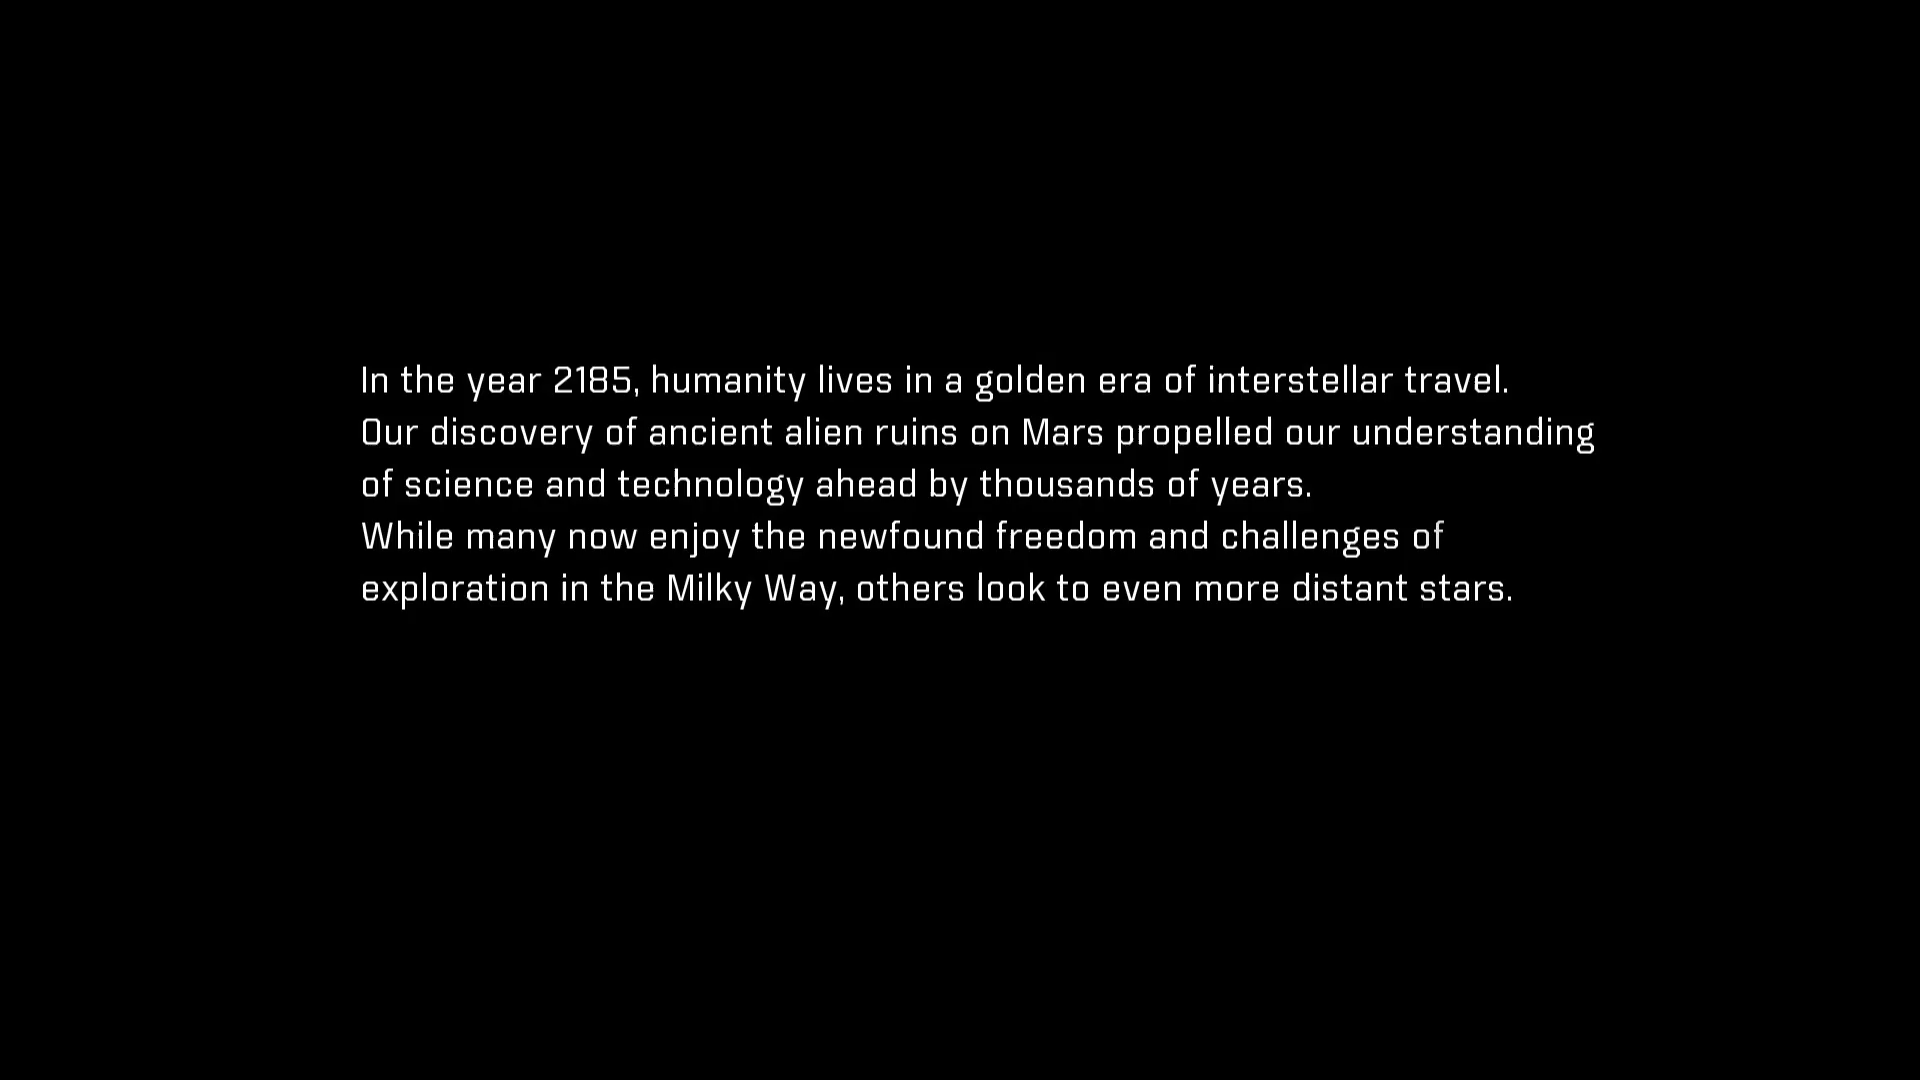 In the year 2185, humanity lives in a golden era of interstellar travel.
Our discovery of ancient alien ruins on Mars propelled our understanding
of science and technology ahead by thousands of years.
While many now enjoy the newfound freedom and challenges of
exploration in the Milky Way, others look to even more distant stars.